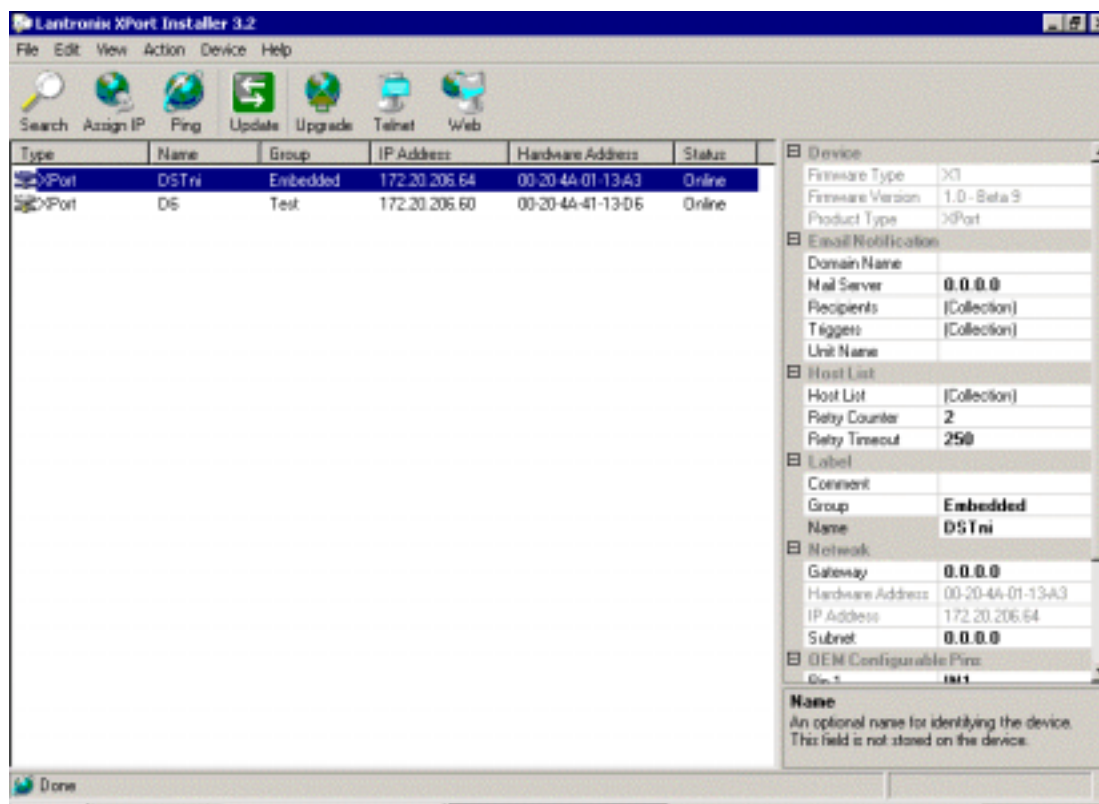 Lantronix XPort Installer 3.2
File Edit View Action Device Help
Search Assign IP Ping Update Upgrade Telnet Web
Type Name Group IP Address Hardware Address Status
XPort DSTni Embedded 172.20.206.64 00-20-4A-01-13-A3 Online
XPort D6 Test 172.20.206.60 00-20-4A-41-13-D6 Online
Device
Firmware Type X1
Firmware Version 1.0 - Beta 9
Product Type XPort
Email Notification
Domain Name
Mail Server 0.0.0.0
Recipients (Collection)
Triggers (Collection)
Unit Name
Host List
Host List (Collection)
Retry Counter 2
Retry Timeout 250
Label
Comment
Group Embedded
Name DSTni
Network
Gateway 0.0.0.0
Hardware Address 00-20-4A-01-13-A3
IP Address 172.20.206.64
Subnet 0.0.0.0
OEM Configurable Pins
Pin 1 IN1
Name
An optional name for identifying the device.
This field is not stored on the device.
Done